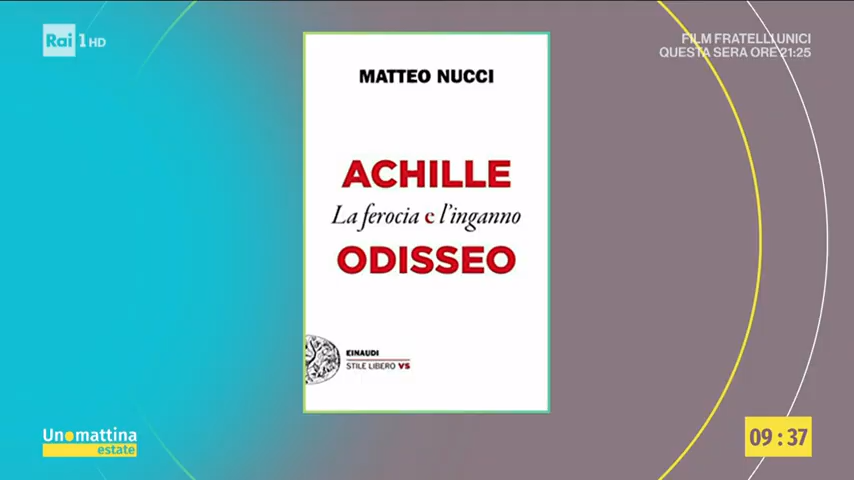 Rai 1 HD
FILM FRATELLI UNICI
QUESTA SERA ORE 21:25
MATTEO NUCCI
ACHILLE
La ferocia e l'inganno
ODISSEO
EINAUDI
STILE LIBERO VS
Unomattina
estate
09 : 37